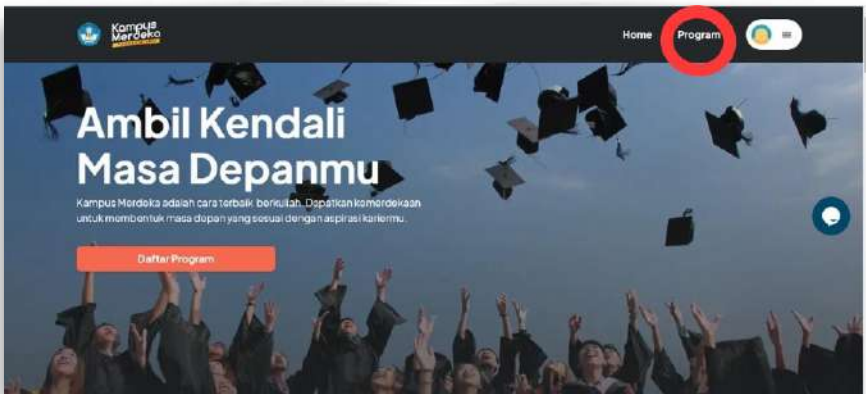 Kampus
Merdeka
Home
Program
Ambil Kendali
Masa Depanmu
Kampus Merdeka adalah cara terbaik berkuliah. Dapatkan kemerdekaan
untuk membentuk masa depan yang sesuai dengan aspirasi kariermu.
Daftar Program